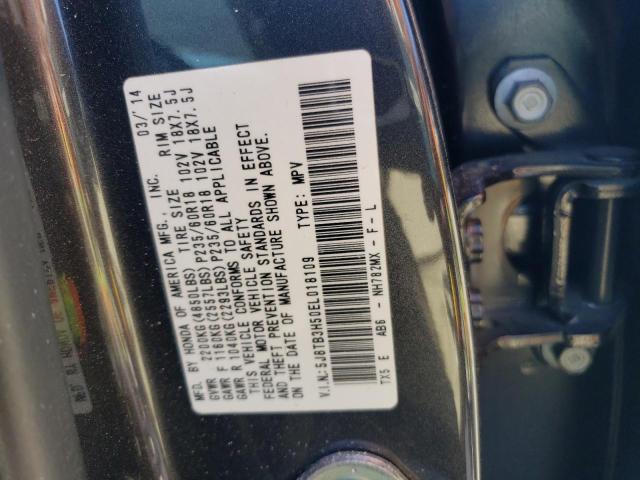 MFD. BY HONDA OF AMERICA MFG., INC. 03/'14
GVWR 2200KG(4850LBS) TIRE SIZE RIM SIZE
GAWR F 1160KG(2557LBS) P235/60R18 102V 18X7.5J
GAWR R 1040KG(2293LBS) P235/60R18 102V 18X7.5J
THIS VEHICLE CONFORMS TO ALL APPLICABLE
FEDERAL MOTOR VEHICLE SAFETY
AND THEFT PREVENTION STANDARDS IN EFFECT
ON THE DATE OF MANUFACTURE SHOWN ABOVE.
V.I.N.: 5J8TB3H50EL018109 TYPE: MPV
TX5 E AB6 - NH782MX - F - L